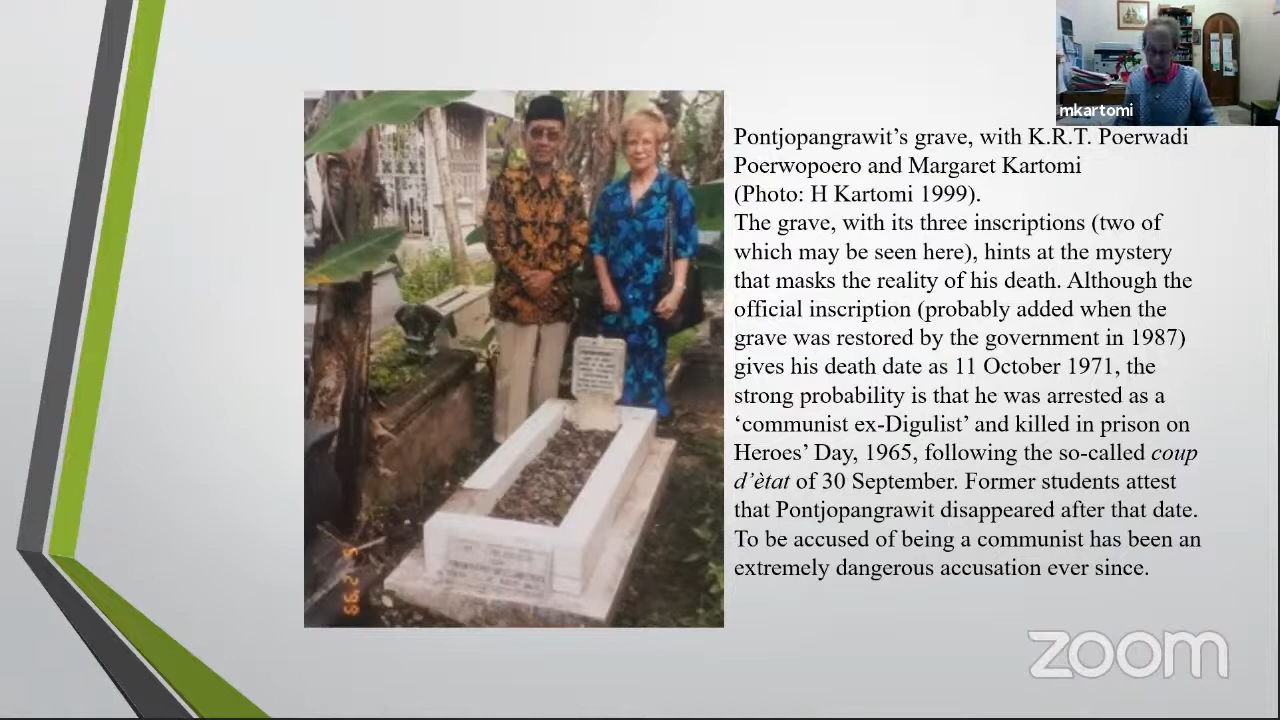 mkartomi
Pontjopangrawit’s grave, with K.R.T. Poerwadi
Poerwopoero and Margaret Kartomi
(Photo: H Kartomi 1999).
The grave, with its three inscriptions (two of
which may be seen here), hints at the mystery
that masks the reality of his death. Although the
official inscription (probably added when the
grave was restored by the government in 1987)
gives his death date as 11 October 1971, the
strong probability is that he was arrested as a
‘communist ex-Digulist’ and killed in prison on
Heroes’ Day, 1965, following the so-called coup
d’ètat of 30 September. Former students attest
that Pontjopangrawit disappeared after that date.
To be accused of being a communist has been an
extremely dangerous accusation ever since.
zoom